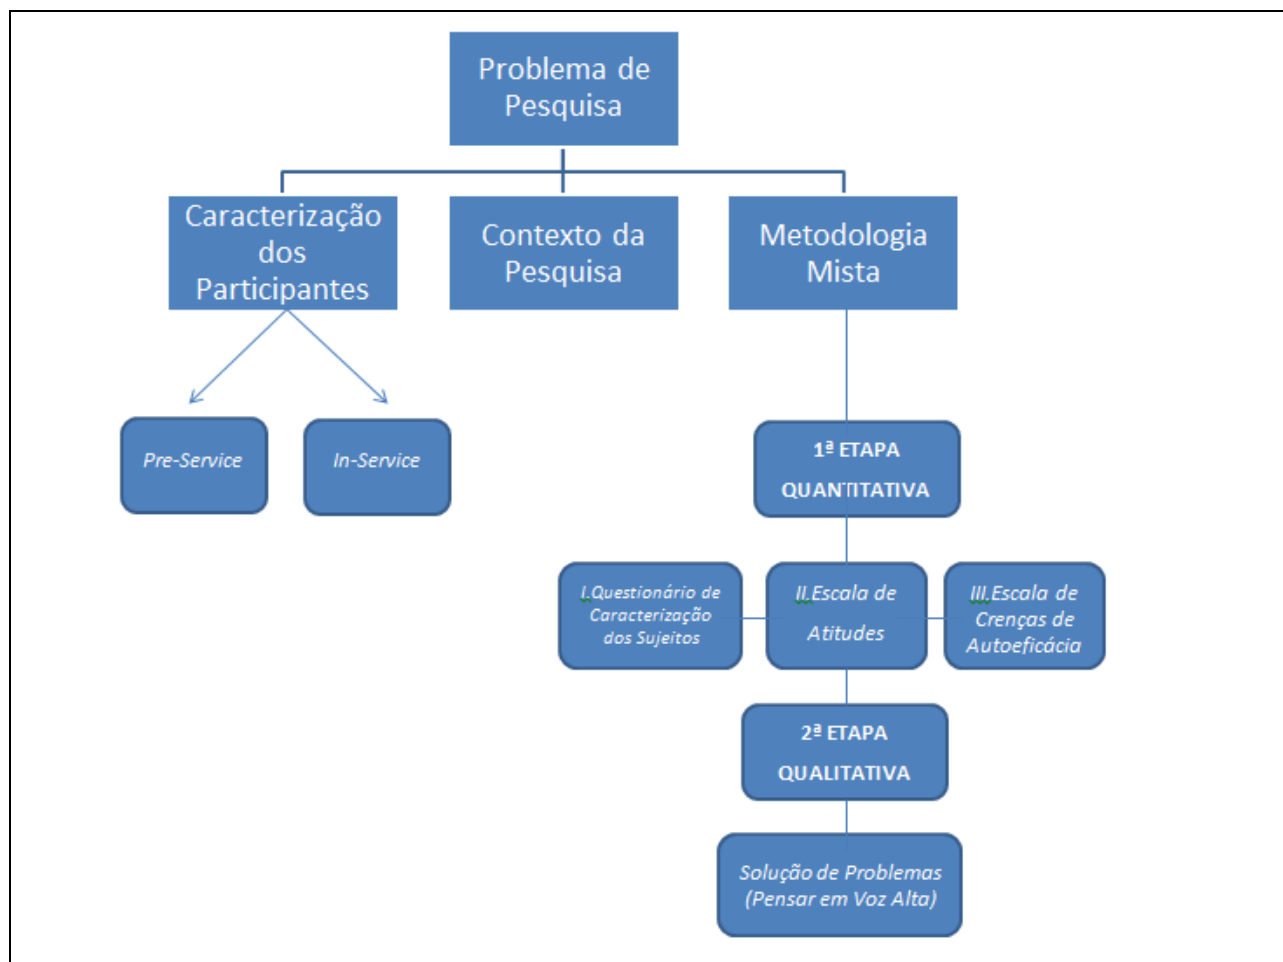 Problema de
Pesquisa
Caracterização
dos
Participantes
Contexto da
Pesquisa
Metodologia
Mista
Pre-Service
In-Service
1ª ETAPA
QUANTITATIVA
I.Questionário de
Caracterização
dos Sujeitos
II.Escala de
Atitudes
III.Escala de
Crenças de
Autoeficácia
2ª ETAPA
QUALITATIVA
Solução de Problemas
(Pensar em Voz Alta)